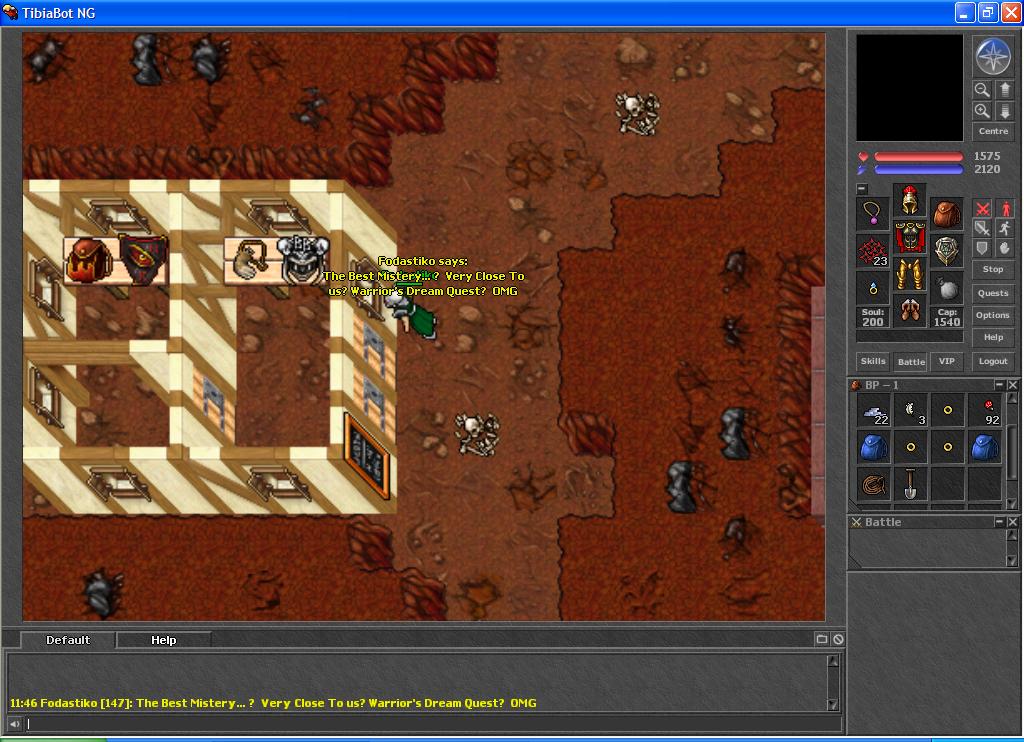 TibiaBot NG
Centre
1575
2120
Fodastiko says:
The Best Mistery... ?  Very Close To
us? Warrior's Dream Quest?  OMG
23
Soul:
200
Cap:
1540
Stop
Quests
Options
Help
Skills
Battle
VIP
Logout
BP - 1
22
3
92
Battle
Default
Help
11:46 Fodastiko [147]: The Best Mistery... ?  Very Close To us? Warrior's Dream Quest?  OMG